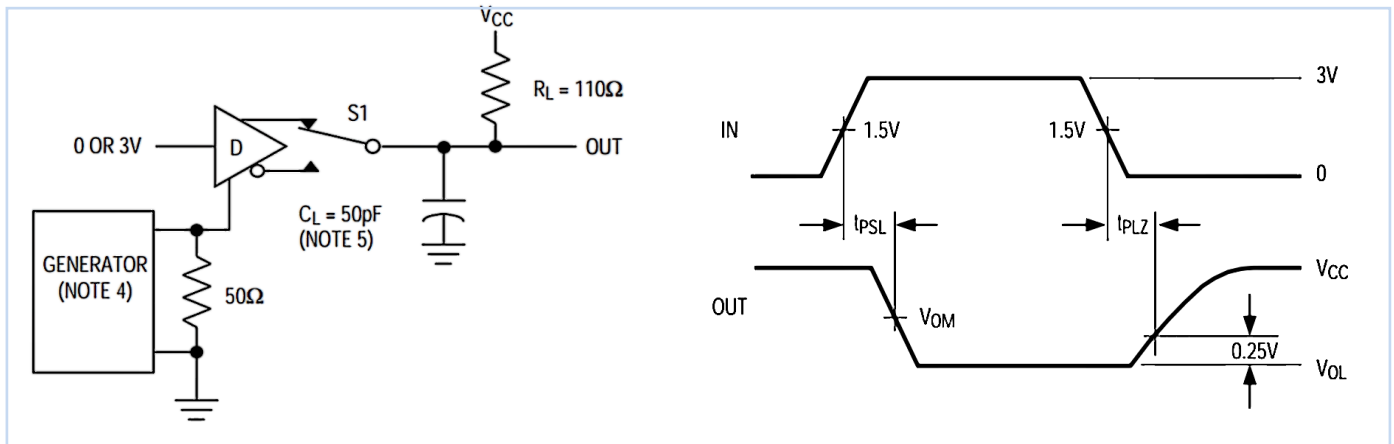 VCC
RL = 110Ω
S1
0 OR 3V
D
OUT
CL = 50pF
(NOTE 5)
GENERATOR
(NOTE 4)
50Ω
3V
IN
1.5V
1.5V
0
tPSL
tPLZ
VCC
OUT
VOM
0.25V
VOL